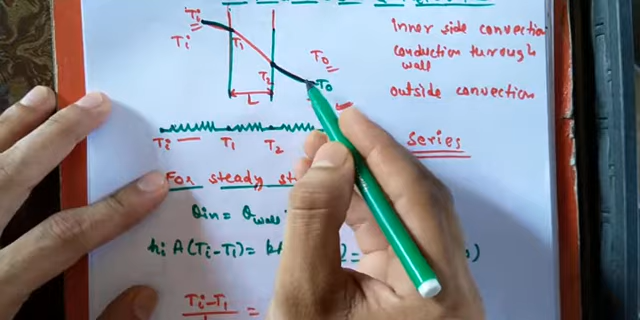 Ti
Ti
T1
T2
To
To
L
Inner side convection
conduction through
wall
outside convection
Ti T1 T2
series
For steady
Qin = Qwall
hi A(Ti-T1) =
Ti-T1 =